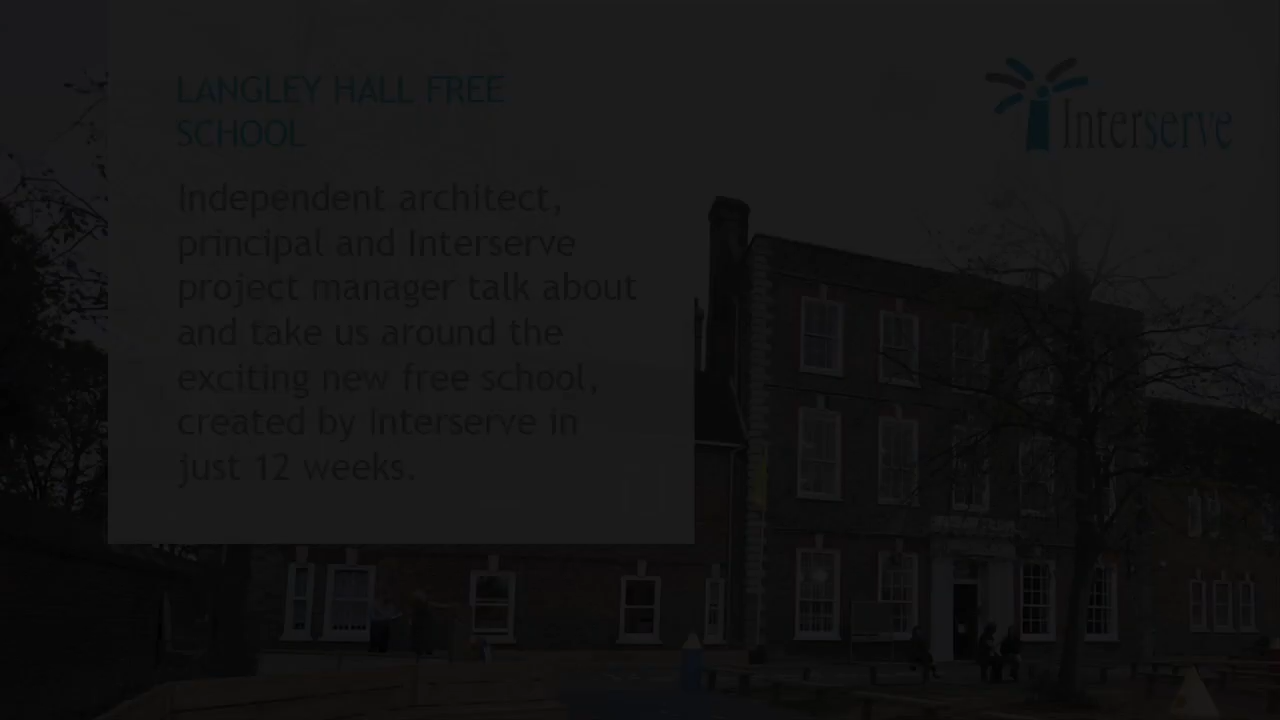 LANGLEY HALL FREE
SCHOOL
Interserve
Independent architect,
principal and Interserve
project manager talk about
and take us around the
exciting new free school,
created by Interserve in
just 12 weeks.